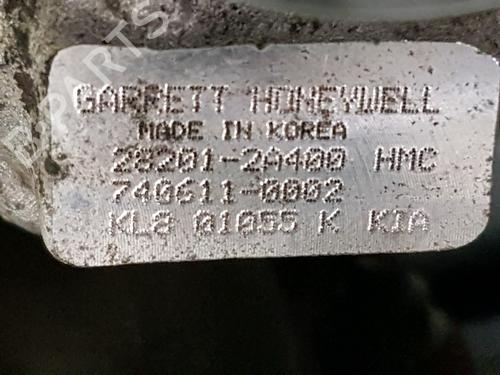 GARRETT HONEYWELL
MADE IN KOREA
28201-2A400 HMC
740611-0002
KL8 01055 K KIA